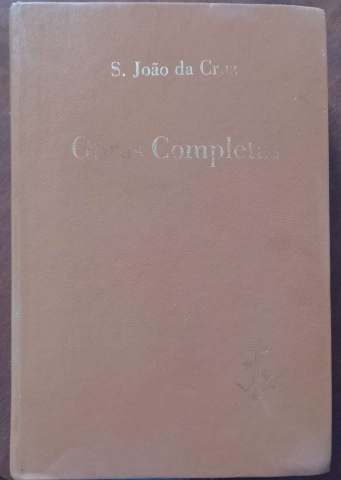 S. João da Cruz
Obras Completas